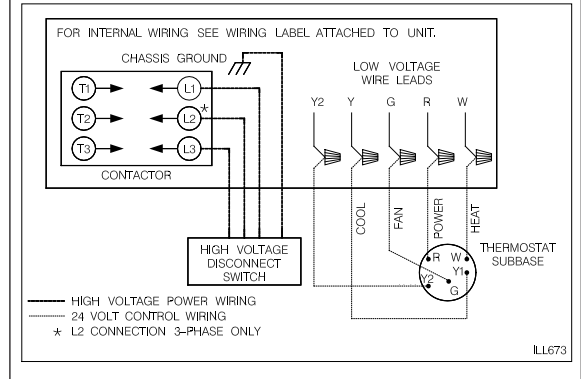 FOR INTERNAL WIRING SEE WIRING LABEL ATTACHED TO UNIT.
CHASSIS GROUND
LOW VOLTAGE
WIRE LEADS
T1 L1
T2 L2 *
T3 L3
CONTACTOR
Y2 Y G R W
COOL
FAN
POWER
HEAT
HIGH VOLTAGE
DISCONNECT
SWITCH
THERMOSTAT
SUBBASE
R W
Y2 Y1
G
HIGH VOLTAGE POWER WIRING
24 VOLT CONTROL WIRING
* L2 CONNECTION 3-PHASE ONLY
ILL673